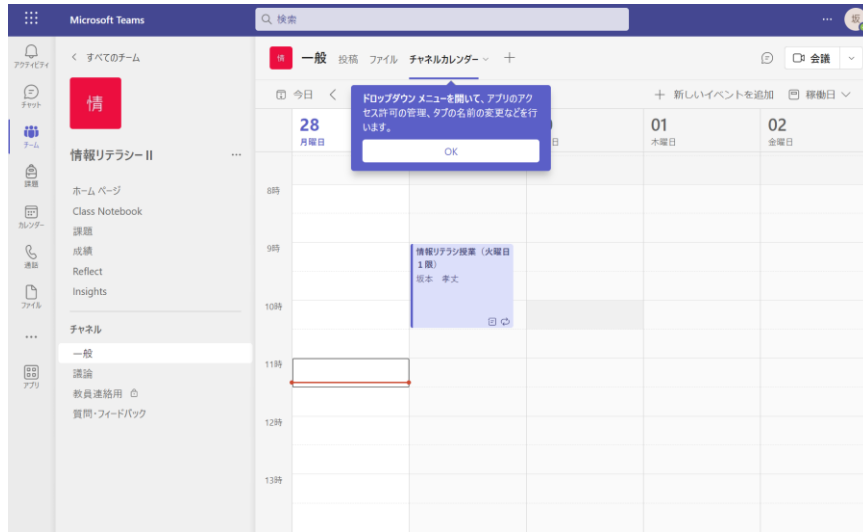 Microsoft Teams
検索
アクティビティ
チャット
チーム
課題
カレンダー
通話
ファイル
アプリ
すべてのチーム
情
情報リテラシーⅡ
ホーム ページ
Class Notebook
課題
成績
Reflect
Insights
チャネル
一般
議論
教員連絡用
質問・フィードバック
情 一般 投稿 ファイル チャネルカレンダー
会議
今日
新しいイベントを追加 稼働日
ドロップダウン メニューを開いて、アプリのアク
セス許可の管理、タブの名前の変更などを行
います。
OK
28
月曜日
日
01
木曜日
02
金曜日
8時
9時
情報リテラシ授業（火曜日
1限）
坂本 孝丈
10時
11時
12時
13時